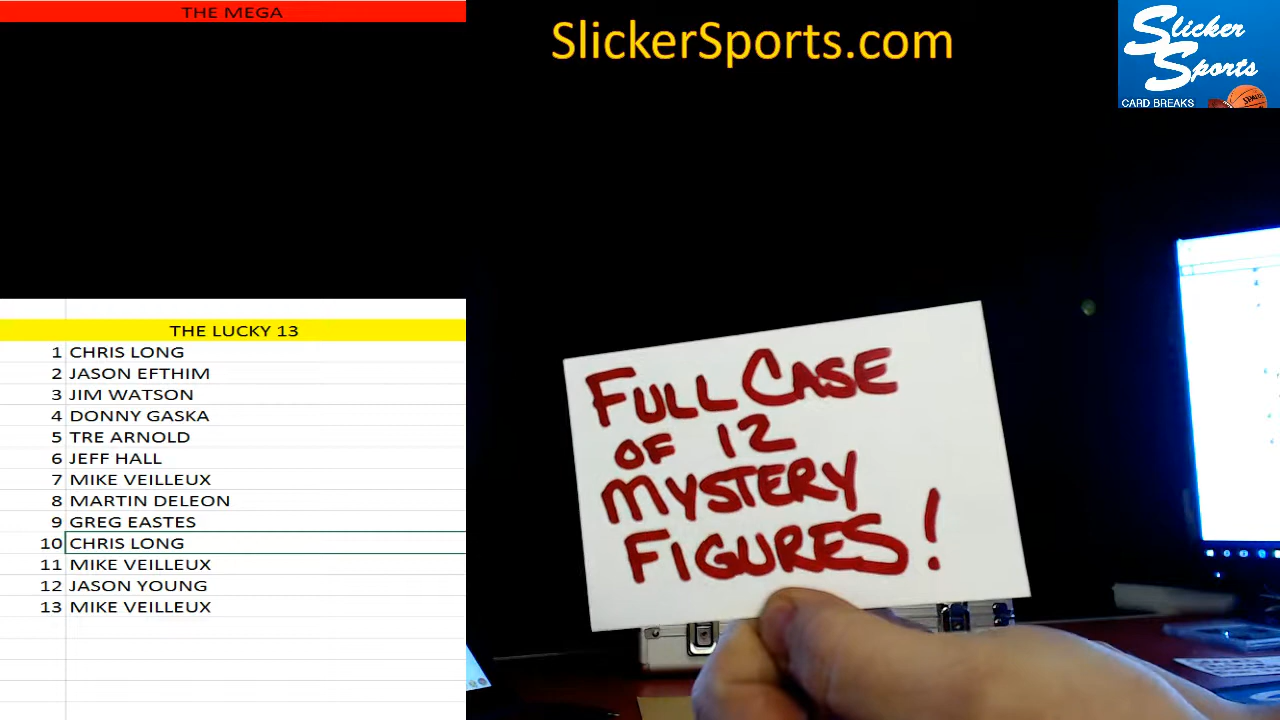 THE MEGA
SlickerSports.com
Slicker
Sports
CARD BREAKS
SPALDING
THE LUCKY 13
1 CHRIS LONG
2 JASON EFTHIM
3 JIM WATSON
4 DONNY GASKA
5 TRE ARNOLD
6 JEFF HALL
7 MIKE VEILLEUX
8 MARTIN DELEON
9 GREG EASTES
10 CHRIS LONG
11 MIKE VEILLEUX
12 JASON YOUNG
13 MIKE VEILLEUX
FULL CASE
OF 12
MYSTERY
FIGURES!